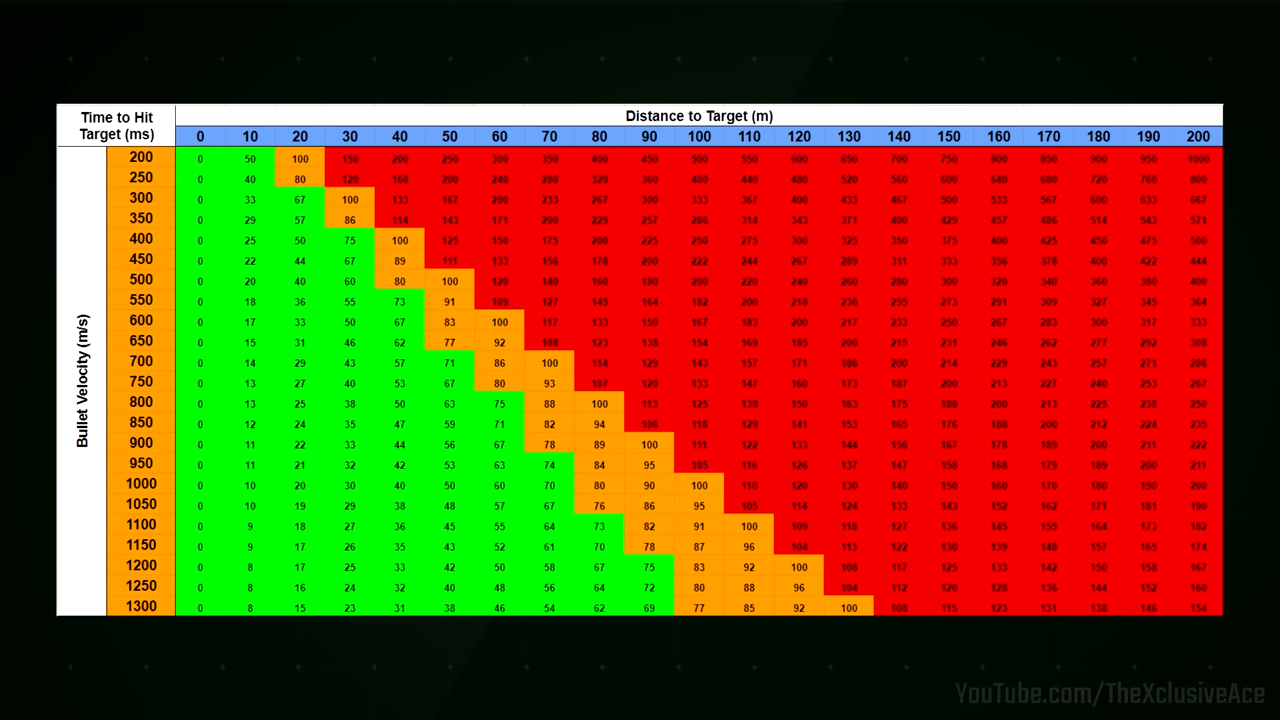 Time to Hit Target (ms) Distance to Target (m)
0 10 20 30 40 50 60 70 80 90 100 110 120 130 140 150 160 170 180 190 200
Bullet Velocity (m/s)
200 0 50 100 150 200 250 300 350 400 450 500 550 600 650 700 750 800 850 900 950 1000
250 0 40 80 120 160 200 240 280 320 360 400 440 480 520 560 600 640 680 720 760 800
300 0 33 67 100 133 167 200 233 267 300 333 367 400 433 467 500 533 567 600 633 667
350 0 29 57 86 114 143 171 200 229 257 286 314 343 371 400 429 457 486 514 543 571
400 0 25 50 75 100 125 150 175 200 225 250 275 300 325 350 375 400 425 450 475 500
450 0 22 44 67 89 111 133 156 178 200 222 244 267 289 311 333 356 378 400 422 444
500 0 20 40 60 80 100 120 140 160 180 200 220 240 260 280 300 320 340 360 380 400
550 0 18 36 55 73 91 109 127 145 164 182 200 218 236 255 273 291 309 327 345 364
600 0 17 33 50 67 83 100 117 133 150 167 183 200 217 233 250 267 283 300 317 333
650 0 15 31 46 62 77 92 108 123 138 154 169 185 200 215 231 246 262 277 292 308
700 0 14 29 43 57 71 86 100 114 129 143 157 171 186 200 214 229 243 257 271 286
750 0 13 27 40 53 67 80 93 107 120 133 147 160 173 187 200 213 227 240 253 267
800 0 13 25 38 50 63 75 88 100 113 125 138 150 163 175 188 200 213 225 238 250
850 0 12 24 35 47 59 71 82 94 106 118 129 141 153 165 176 188 200 212 224 235
900 0 11 22 33 44 56 67 78 89 100 111 122 133 144 156 167 178 189 200 211 222
950 0 11 21 32 42 53 63 74 84 95 105 116 126 137 147 158 168 179 189 200 211
1000 0 10 20 30 40 50 60 70 80 90 100 110 120 130 140 150 160 170 180 190 200
1050 0 10 19 29 38 48 57 67 76 86 95 105 114 124 133 143 152 162 171 181 190
1100 0 9 18 27 36 45 55 64 73 82 91 100 109 118 127 136 145 155 164 173 182
1150 0 9 17 26 35 43 52 61 70 78 87 96 104 113 122 130 139 148 157 165 174
1200 0 8 17 25 33 42 50 58 67 75 83 92 100 108 117 125 133 142 150 158 167
1250 0 8 16 24 32 40 48 56 64 72 80 88 96 104 112 120 128 136 144 152 160
1300 0 8 15 23 31 38 46 54 62 69 77 85 92 100 108 115 123 131 138 146 154
YouTube.com/TheXclusiveAce